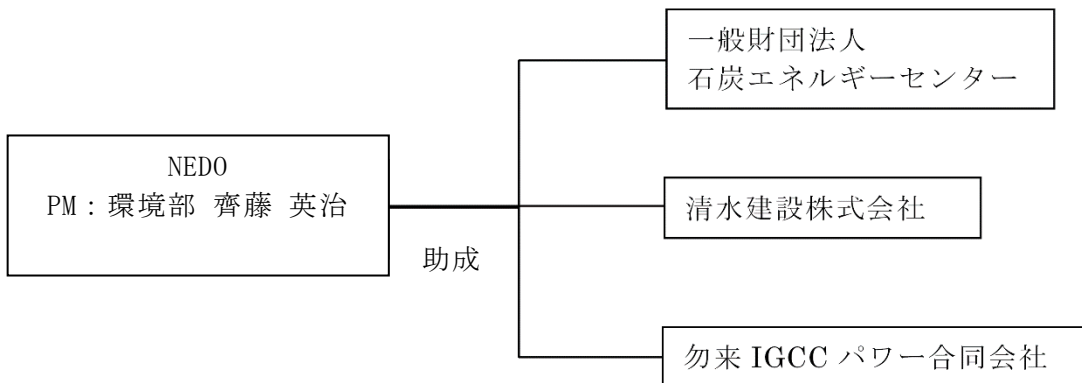 一般財団法人
石炭エネルギーセンター
NEDO
PM：環境部 齊藤 英治
清水建設株式会社
助成
勿来 IGCC パワー合同会社